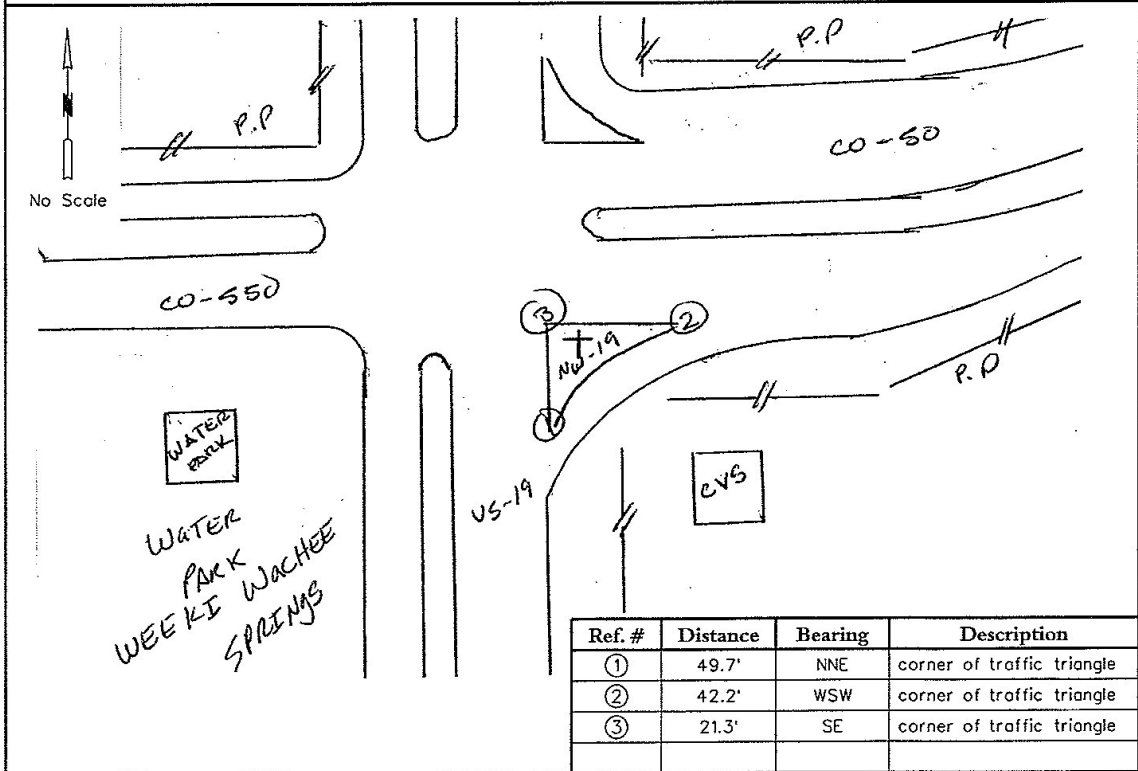 P.P
P.P
CO-50
N
No Scale
CO-550
3
2
NW-19
1
P.P
WATER
PARK
CVS
US-19
WATER
PARK
WEEKI WACHEE
SPRINGS
Ref. # Distance Bearing Description
1 49.7' NNE corner of traffic triangle
2 42.2' WSW corner of traffic triangle
3 21.3' SE corner of traffic triangle